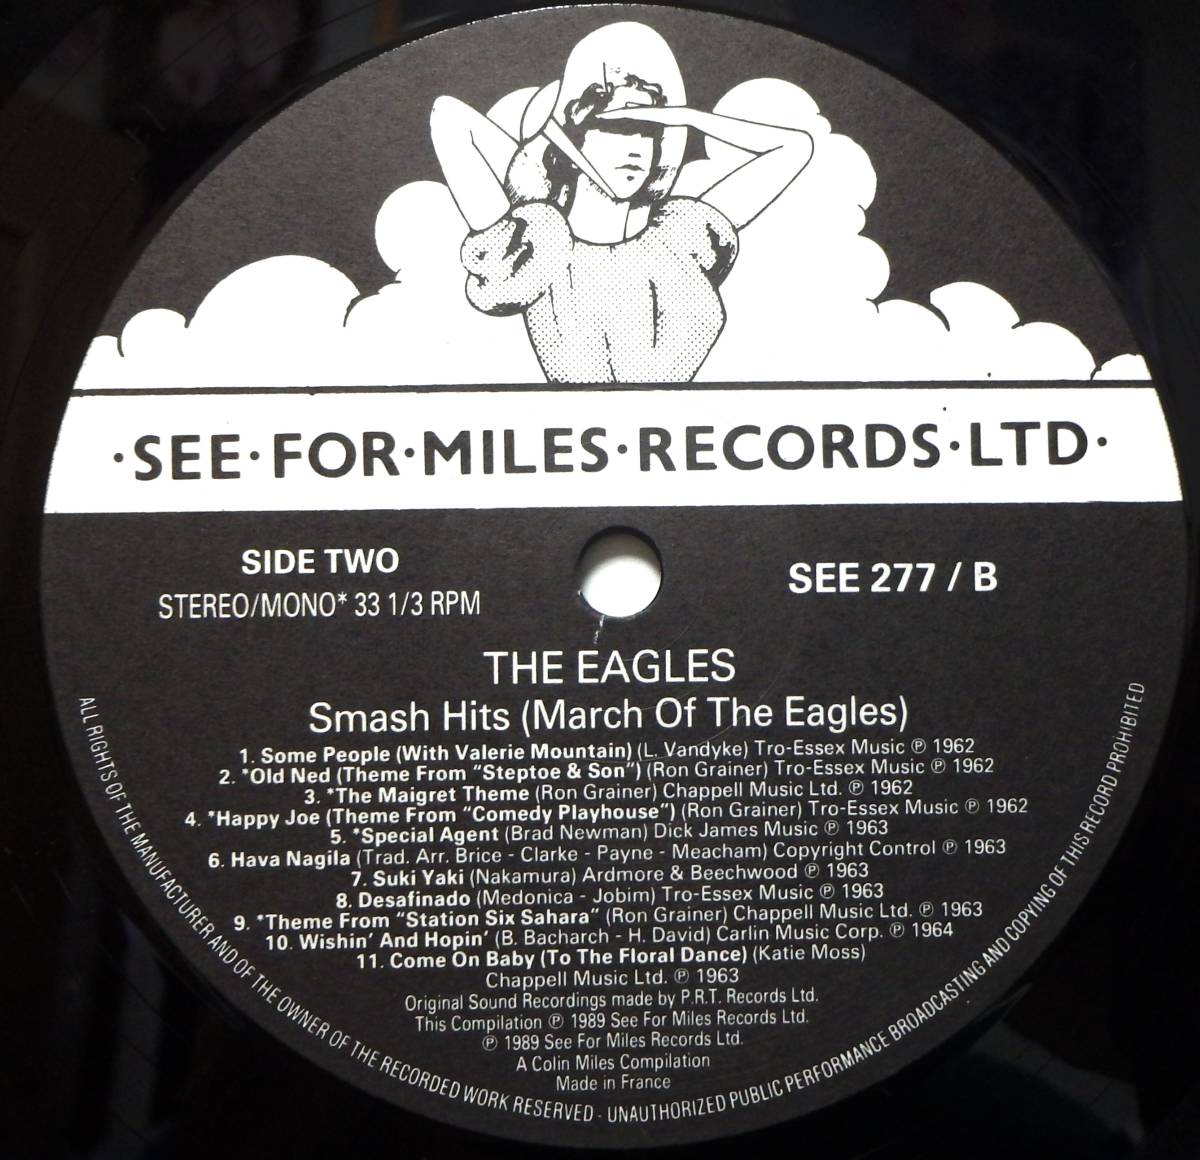 ·SEE·FOR·MILES·RECORDS·LTD·
SIDE TWO
STEREO/MONO* 33 1/3 RPM
SEE 277 / B
THE EAGLES
Smash Hits (March Of The Eagles)
1. Some People (With Valerie Mountain) (L. Vandyke) Tro-Essex Music ℗ 1962
2. *Old Ned (Theme From "Steptoe & Son") (Ron Grainer) Tro-Essex Music ℗ 1962
3. *The Maigret Theme (Ron Grainer) Chappell Music Ltd. ℗ 1962
4. *Happy Joe (Theme From "Comedy Playhouse") (Ron Grainer) Tro-Essex Music ℗ 1962
5. *Special Agent (Brad Newman) Dick James Music ℗ 1963
6. Hava Nagila (Trad. Arr. Brice - Clarke - Payne - Meacham) Copyright Control ℗ 1963
7. Suki Yaki (Nakamura) Ardmore & Beechwood ℗ 1963
8. Desafinado (Medonica - Jobim) Tro-Essex Music ℗ 1963
9. *Theme From "Station Six Sahara" (Ron Grainer) Chappell Music Ltd. ℗ 1963
10. Wishin' And Hopin' (B. Bacharch - H. David) Carlin Music Corp. ℗ 1964
11. Come On Baby (To The Floral Dance) (Katie Moss)
Chappell Music Ltd. ℗ 1963
Original Sound Recordings made by P.R.T. Records Ltd.
This Compilation ℗ 1989 See For Miles Records Ltd.
℗ 1989 See For Miles Records Ltd.
A Colin Miles Compilation
Made in France
ALL RIGHTS OF THE MANUFACTURER AND OF THE OWNER OF THE RECORDED WORK RESERVED - UNAUTHORIZED PUBLIC PERFORMANCE BROADCASTING AND COPYING OF THIS RECORD PROHIBITED